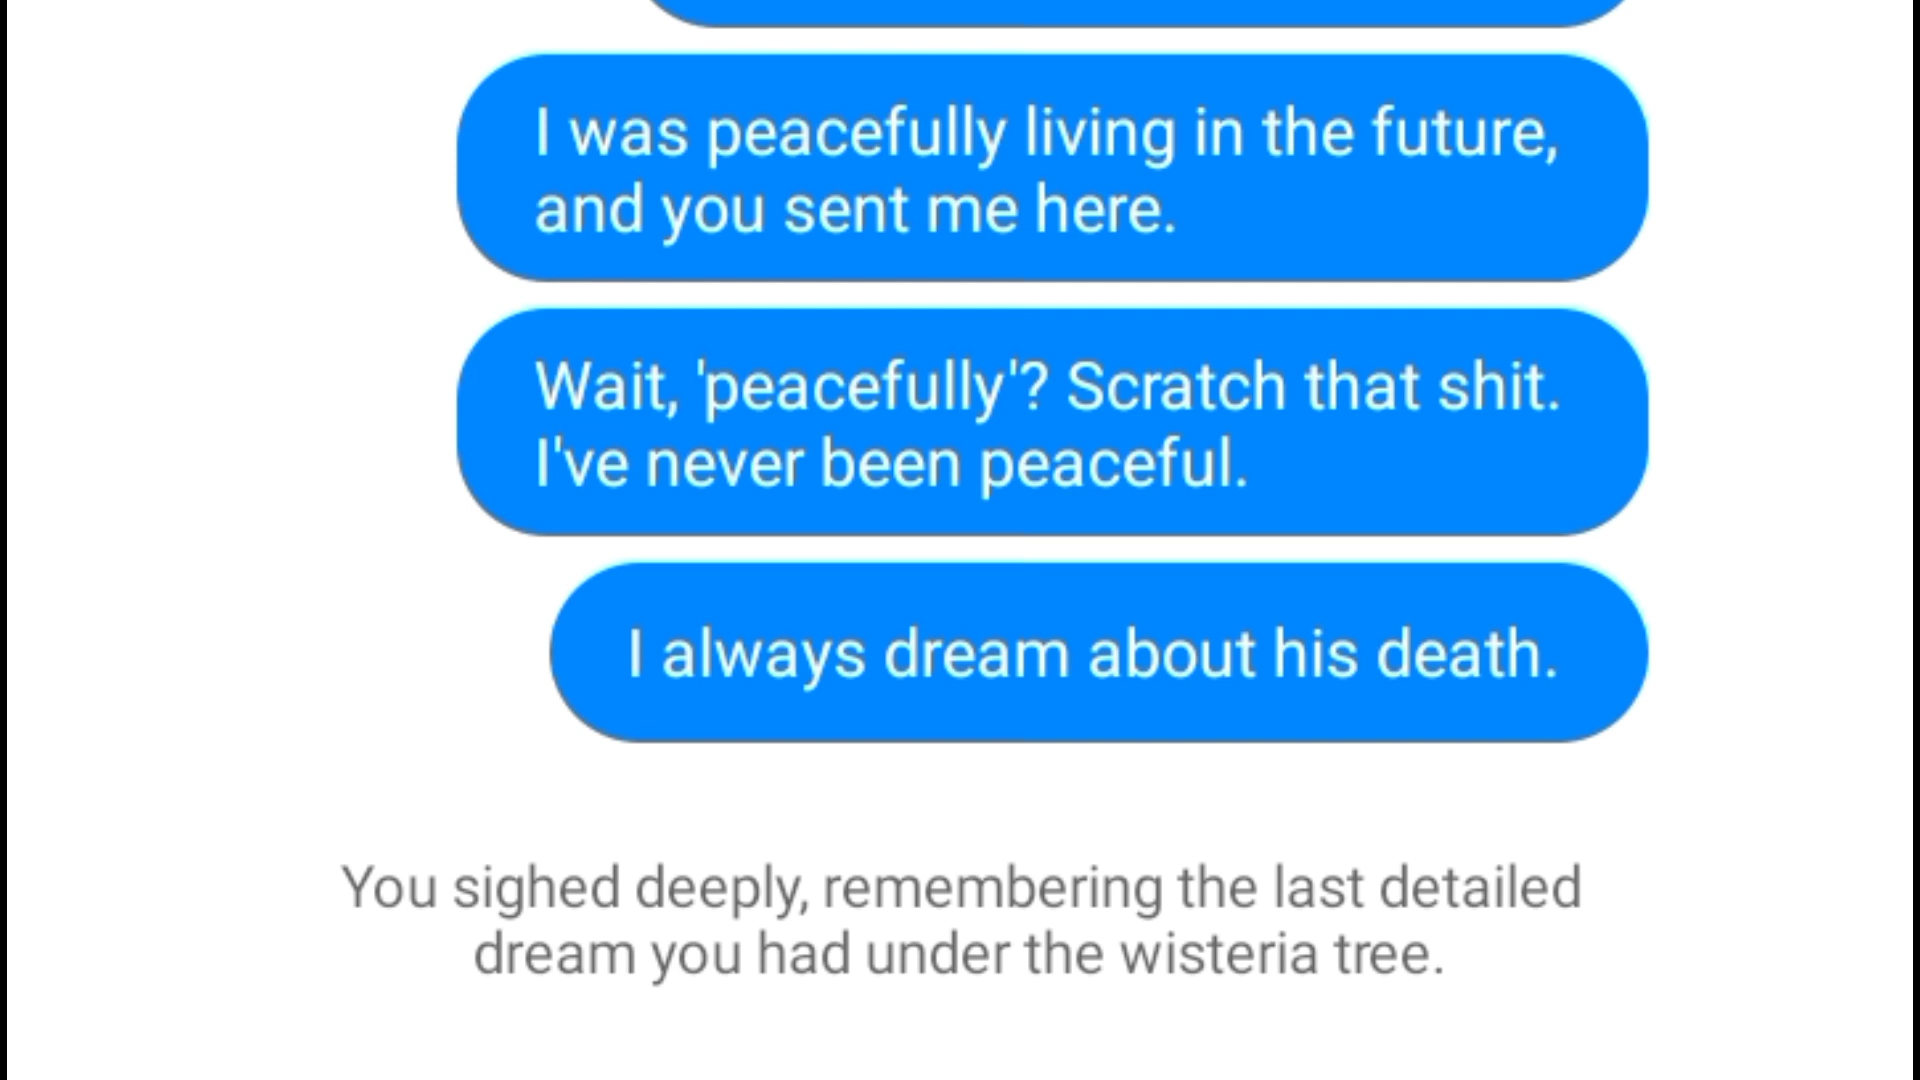 I was peacefully living in the future,
and you sent me here.
Wait, 'peacefully'? Scratch that shit.
I've never been peaceful.
I always dream about his death.
You sighed deeply, remembering the last detailed
dream you had under the wisteria tree.